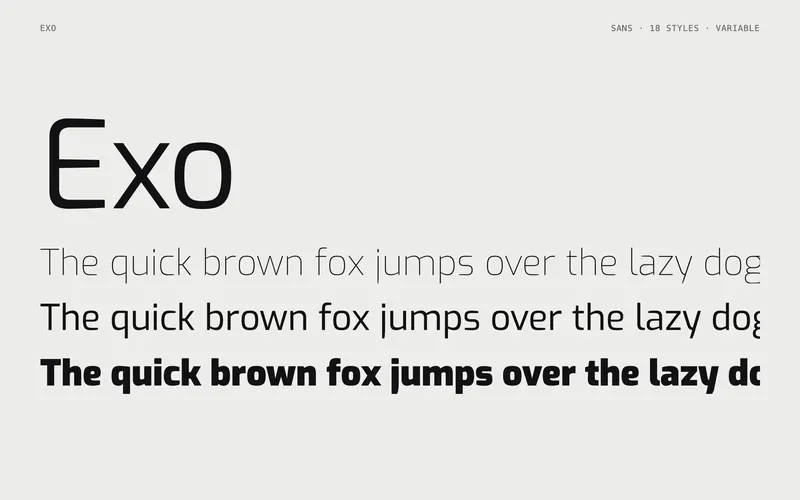 EXO
SANS · 18 STYLES · VARIABLE
Exo
The quick brown fox jumps over the lazy dog
The quick brown fox jumps over the lazy dog
The quick brown fox jumps over the lazy do